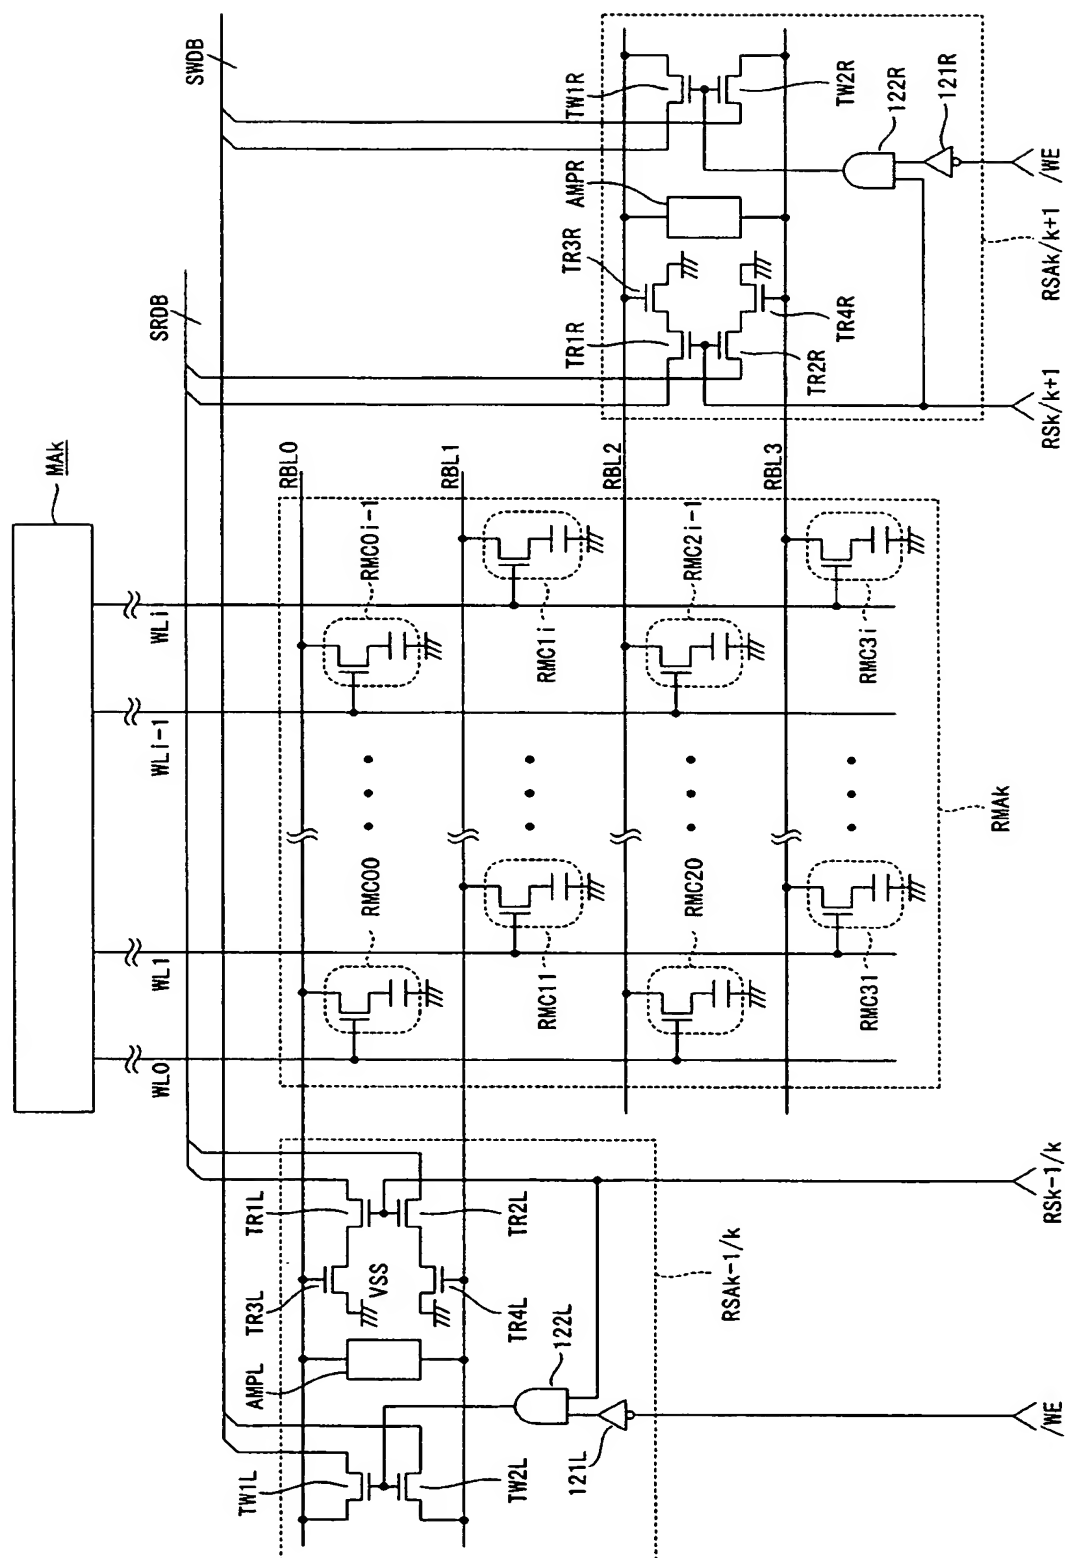 MAk
SWDB
SRDB
WL0
WL1
WLi-1
WLi
RBL0
RBL1
RBL2
RBL3
RMC00
RMC0i-1
RMC11
RMC1i
RMC20
RMC2i-1
RMC31
RMC3i
RMAk
TW1L
AMPL
TR3L
TR1L
VSS
TW2L
TR4L
TR2L
122L
121L
RSAk-1/k
/WE
RSk-1/k
TR1R
TR3R
AMPR
TW1R
TR2R
TR4R
TW2R
122R
121R
RSk/k+1
RSAk/k+1
/WE